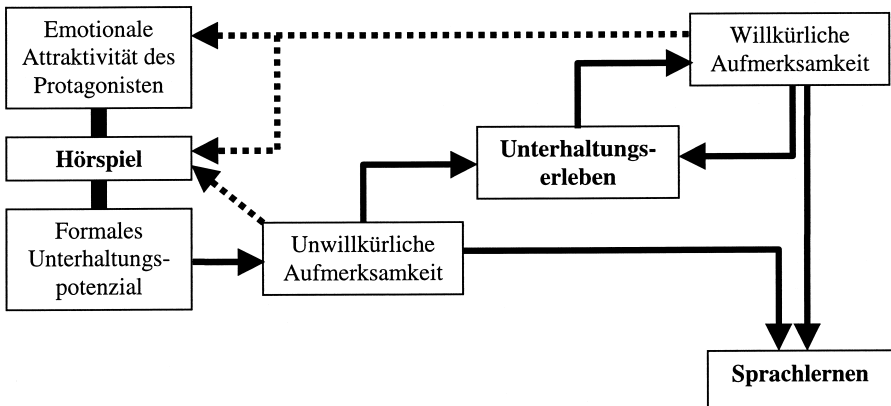 Emotionale
Attraktivität des
Protagonisten
Willkürliche
Aufmerksamkeit
Hörspiel
Unterhaltungs-
erleben
Formales
Unterhaltungs-
potenzial
Unwillkürliche
Aufmerksamkeit
Sprachlernen